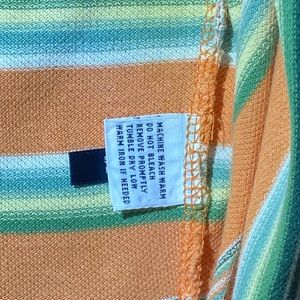 MACHINE WASH WARM
DO NOT BLEACH
REMOVE PROMPTLY
TUMBLE DRY LOW
WARM IRON IF NEEDED